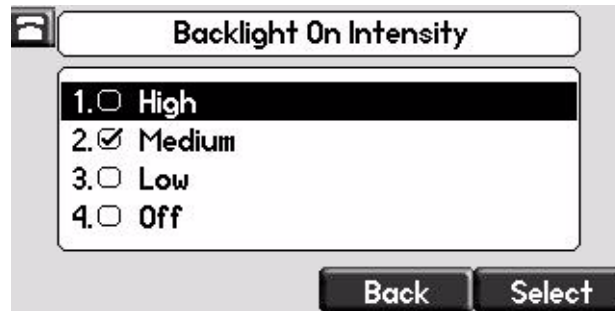 Backlight On Intensity
1. High
2. Medium
3. Low
4. Off
Back Select